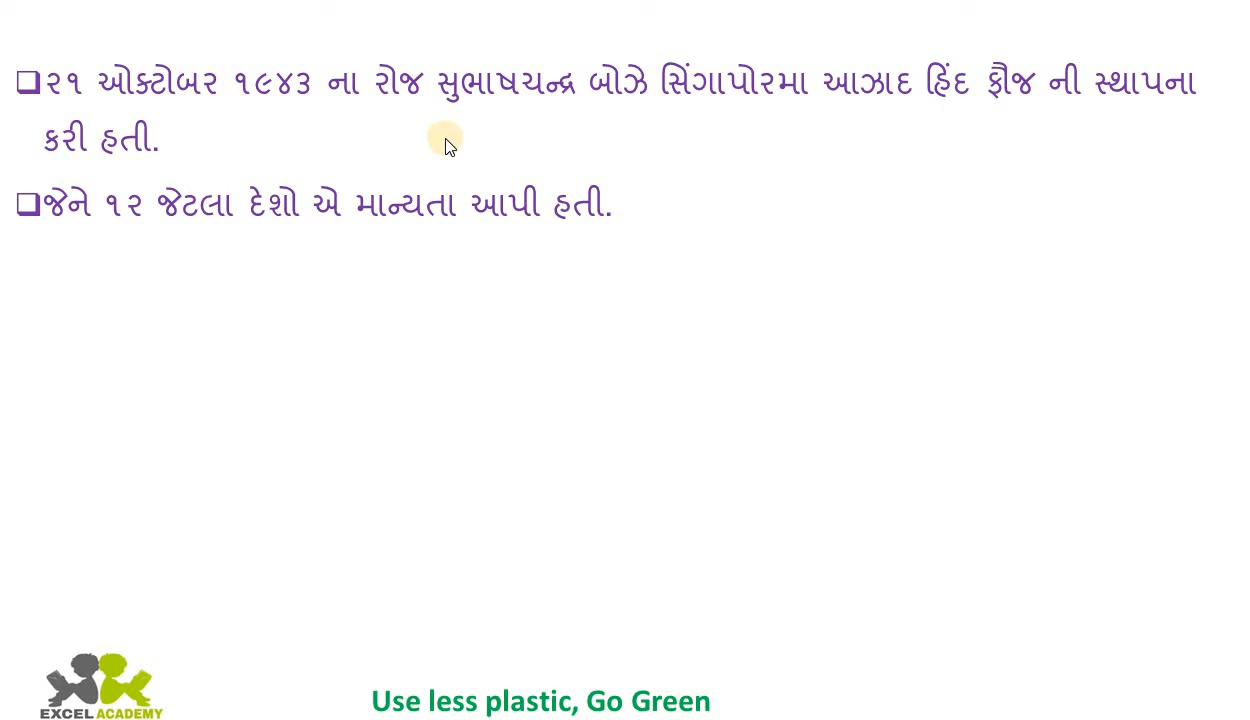 ❑૨૧ ઓક્ટોબર ૧૯૪૩ ના રોજ સુભાષચન્દ્ર બોઝે સિંગાપોરમા આઝાદ હિંદ ફૌજ ની સ્થાપના
કરી હતી.
❑જેને ૧૨ જેટલા દેશો એ માન્યતા આપી હતી.
EXCEL ACADEMY
Use less plastic, Go Green